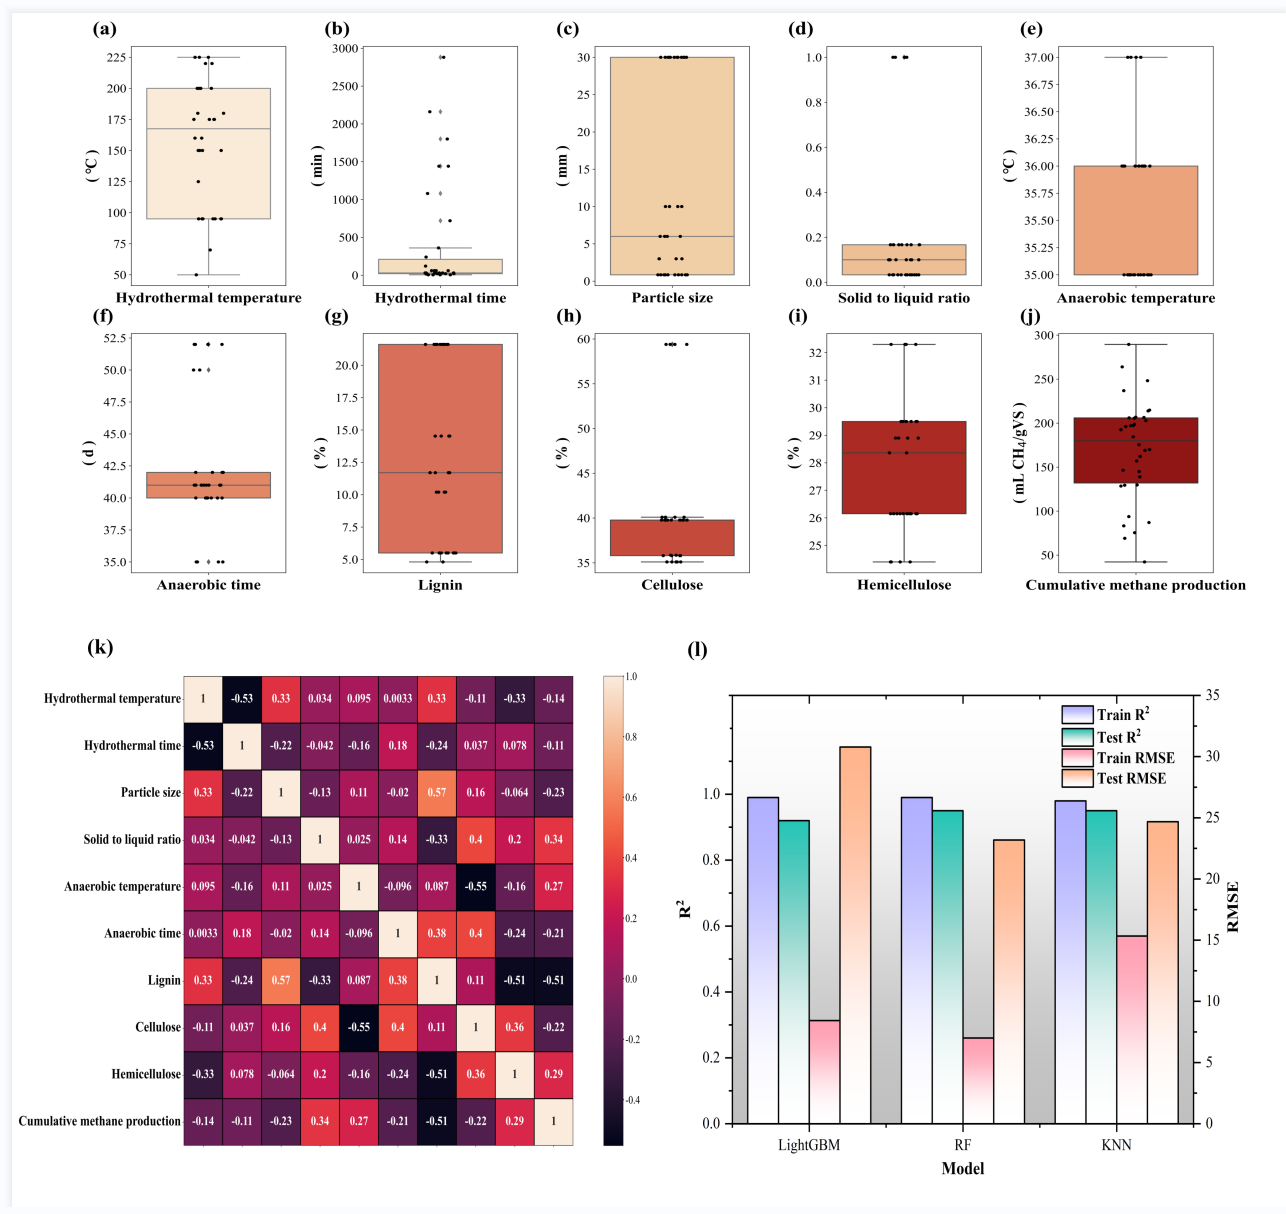 (a)
(b)
(c)
(d)
(e)
225
200
175
150
125
100
75
50
( °C )
Hydrothermal temperature
3000
2500
2000
1500
1000
500
0
( min )
Hydrothermal time
30
25
20
15
10
5
0
( mm )
Particle size
1.0
0.8
0.6
0.4
0.2
0.0
Solid to liquid ratio
37.00
36.75
36.50
36.25
36.00
35.75
35.50
35.25
35.00
( °C )
Anaerobic temperature
(f)
(g)
(h)
(i)
(j)
52.5
50.0
47.5
45.0
42.5
40.0
37.5
35.0
( d )
Anaerobic time
20.0
17.5
15.0
12.5
10.0
7.5
5.0
( % )
Lignin
60
55
50
45
40
35
( % )
Cellulose
32
31
30
29
28
27
26
25
( % )
Hemicellulose
300
250
200
150
100
50
( mL CH₄/gVS )
Cumulative methane production
(k)
Hydrothermal temperature 1 -0.53 0.33 0.034 0.095 0.0033 0.33 -0.11 -0.33 -0.14
Hydrothermal time -0.53 1 -0.22 -0.042 -0.16 0.18 -0.24 0.037 0.078 -0.11
Particle size 0.33 -0.22 1 -0.13 0.11 -0.02 0.57 0.16 -0.064 -0.23
Solid to liquid ratio 0.034 -0.042 -0.13 1 0.025 0.14 -0.33 0.4 0.2 0.34
Anaerobic temperature 0.095 -0.16 0.11 0.025 1 -0.096 0.087 -0.55 -0.16 0.27
Anaerobic time 0.0033 0.18 -0.02 0.14 -0.096 1 0.38 0.4 -0.24 -0.21
Lignin 0.33 -0.24 0.57 -0.33 0.087 0.38 1 0.11 -0.51 -0.51
Cellulose -0.11 0.037 0.16 0.4 -0.55 0.4 0.11 1 0.36 -0.22
Hemicellulose -0.33 0.078 -0.064 0.2 -0.16 -0.24 -0.51 0.36 1 0.29
Cumulative methane production -0.14 -0.11 -0.23 0.34 0.27 -0.21 -0.51 -0.22 0.29 1
1.0
0.8
0.6
0.4
0.2
0.0
-0.2
-0.4
(l)
Train R²
Test R²
Train RMSE
Test RMSE
1.0
0.8
0.6
0.4
0.2
0.0
R²
35
30
25
20
15
10
5
0
RMSE
LightGBM RF KNN
Model